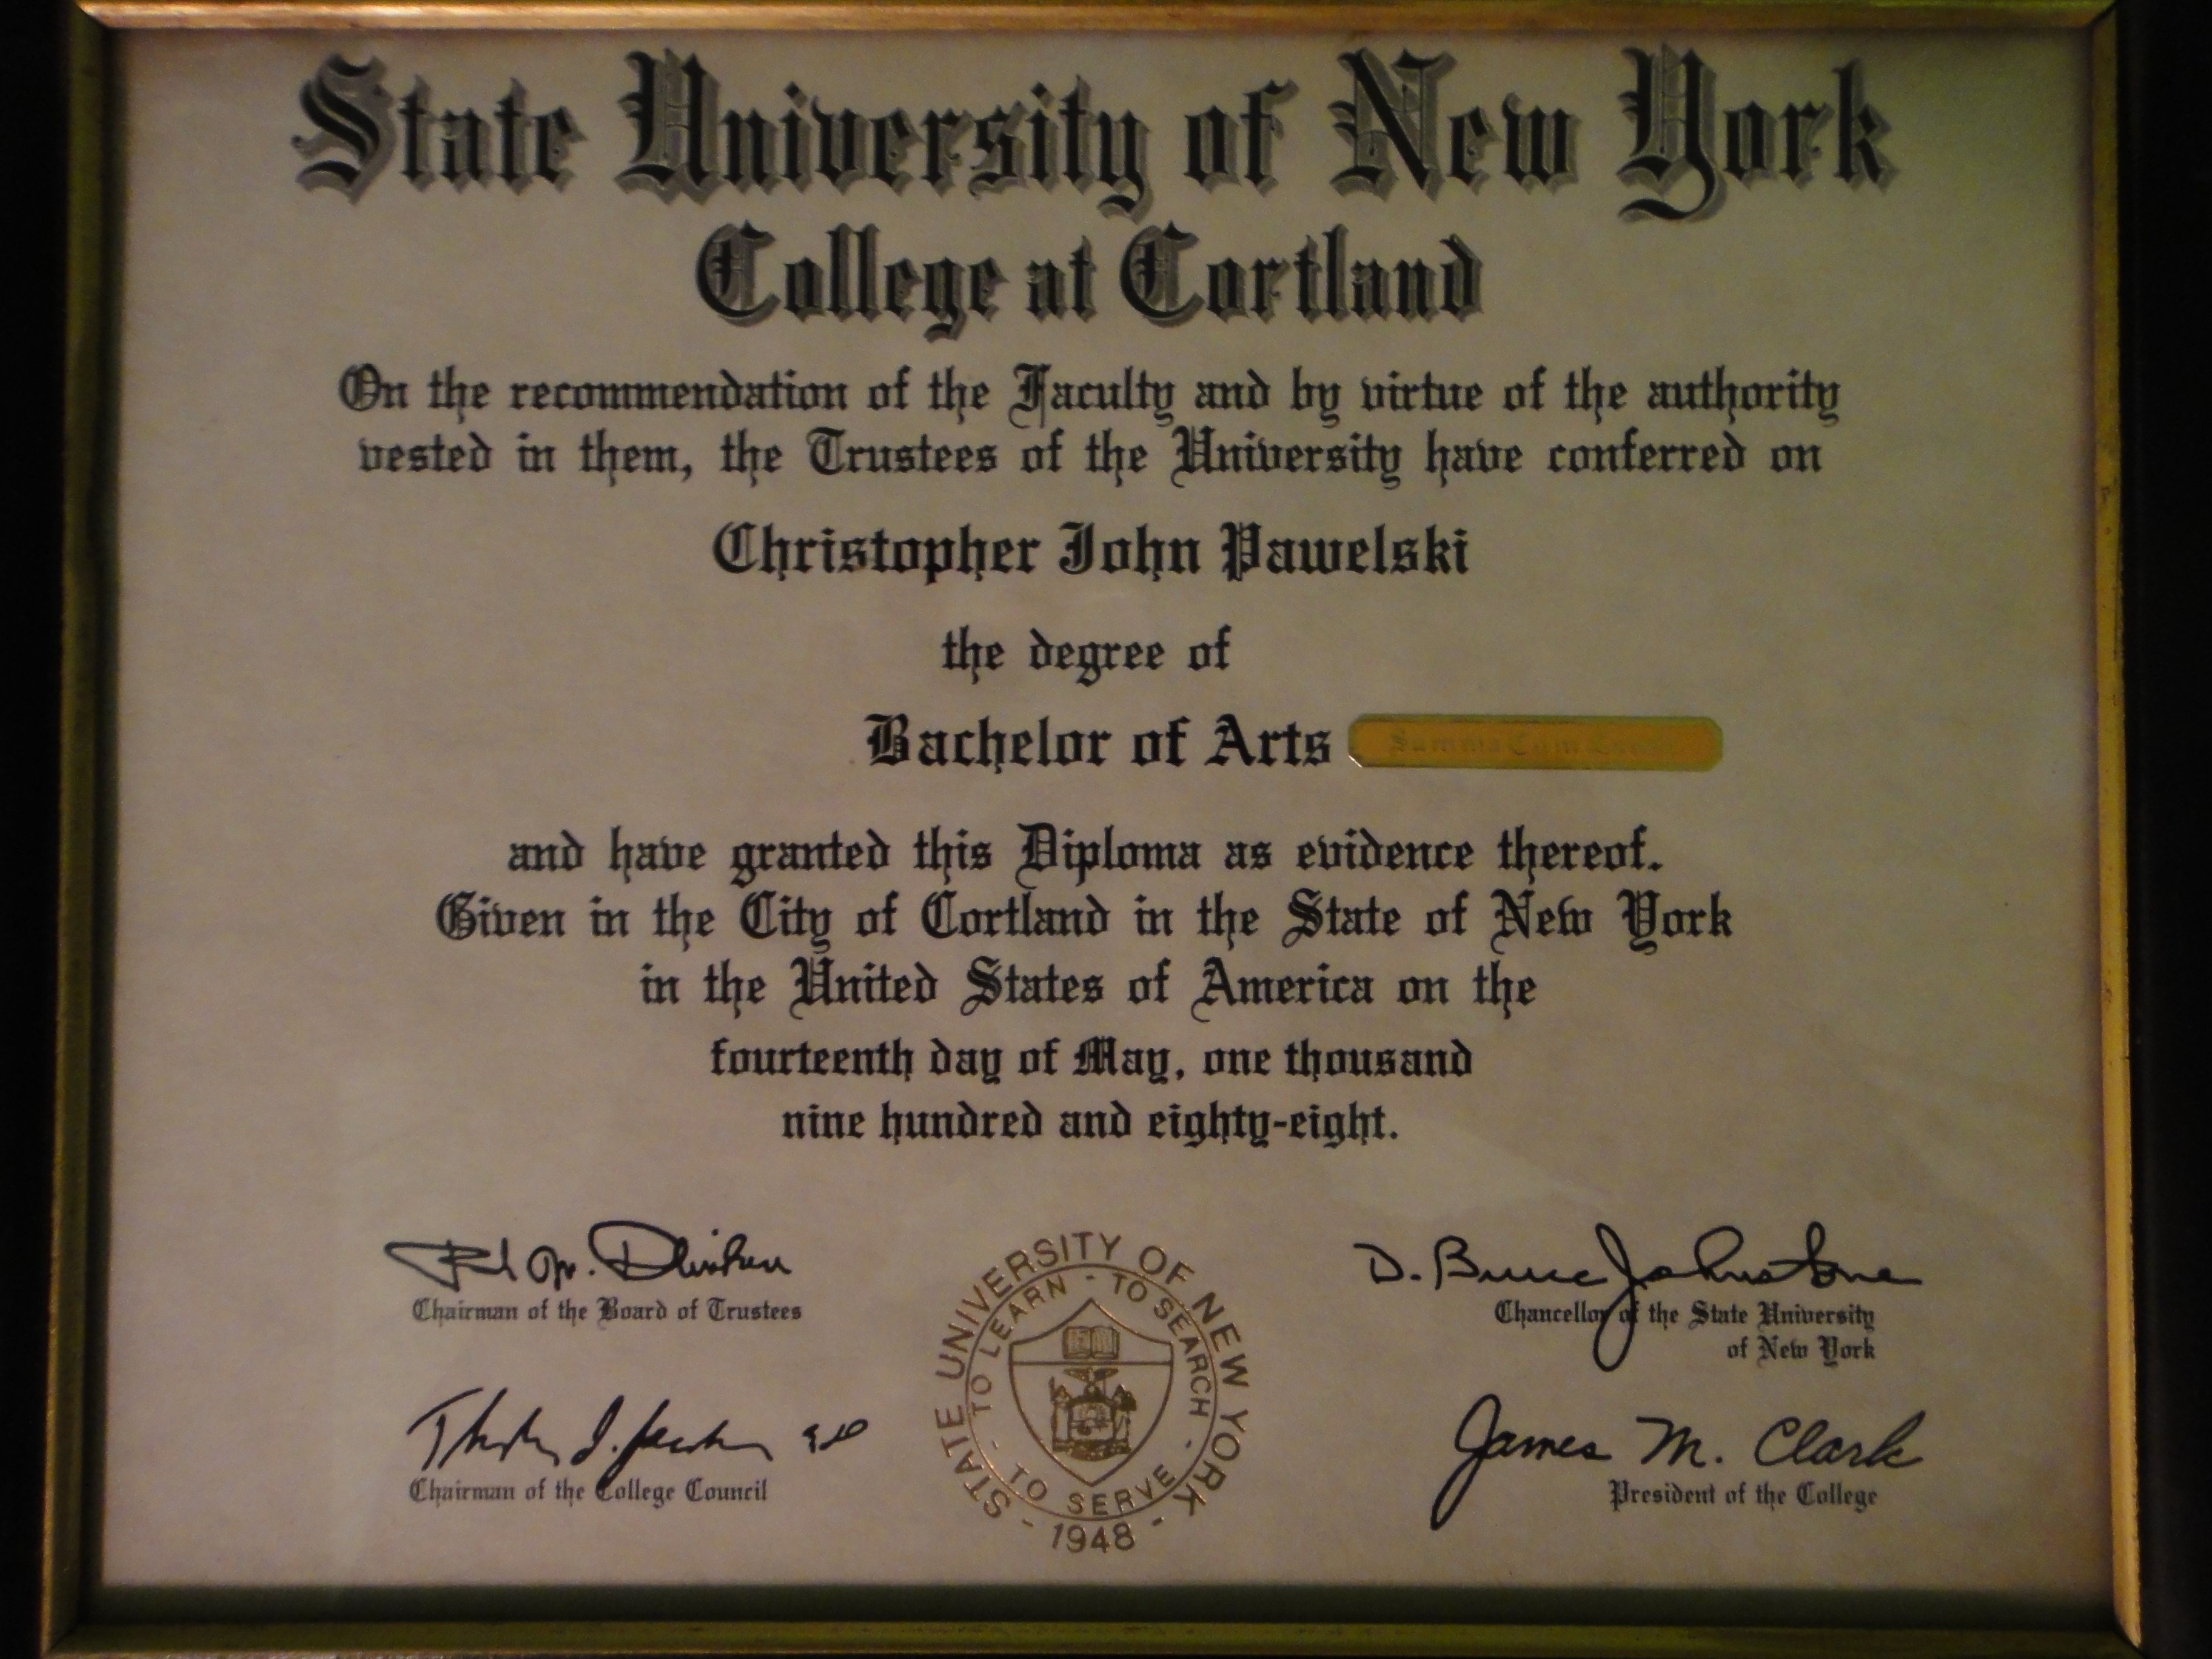 State University of New York
College at Cortland
On the recommendation of the Faculty and by virtue of the authority
vested in them, the Trustees of the University have conferred on
Christopher John Pawelski
the degree of
Bachelor of Arts Summa Cum Laude
and have granted this Diploma as evidence thereof.
Given in the City of Cortland in the State of New York
in the United States of America on the
fourteenth day of May, one thousand
nine hundred and eighty-eight.
D. Bruce Johnstone
Chairman of the Board of Trustees
Chancellor of the State University
of New York
James M. Clark
Chairman of the College Council
President of the College
STATE UNIVERSITY OF NEW YORK
TO LEARN - TO SEARCH - TO SERVE
- 1948 -